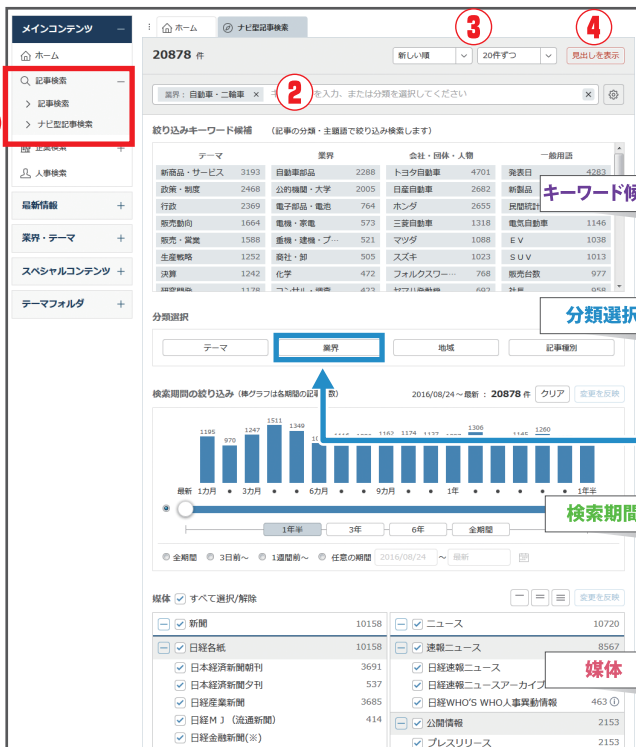 メインコンテンツ －
ホーム
記事検索 －
> 記事検索
> ナビ型記事検索
人事検索
最新情報 ＋
業界・テーマ ＋
スペシャルコンテンツ ＋
テーマフォルダ ＋
ホーム
ナビ型記事検索
③ ④
20878 件 新しい順 20件ずつ 見出しを表示
業界：自動車・二輪車 × ② を入力、または分類を選択してください ×
絞り込みキーワード候補 （記事の分類・主題語で絞り込み検索します）
テーマ 業界 会社・団体・人物 一般用語
新商品・サービス 3193 自動車部品 2288 トヨタ自動車 4701 発表日 4283
政策・制度 2468 公的機関・大学 2005 日産自動車 2682 新製品
行政 2369 電子部品・電池 764 ホンダ 2655 民間統計
キーワード候
販売動向 1664 電機・家電 573 三菱自動車 1318 電気自動車 1146
販売・営業 1588 重機・建機・プ… 521 マツダ 1088 ＥＶ 1038
生産戦略 1252 商社・卸 505 スズキ 1023 ＳＵＶ 1013
決算 1242 化学 472 フォルクスワー… 768 販売台数 977
分類選択
分類選択
テーマ 業界 地域 記事種別
検索期間の絞り込み （棒グラフは各期間の記事数） 2016/08/24～最新 ： 20878 件 クリア 変更を反映
1195 970 1247 1511 1349 1162 1174 1306 1260
最新 1カ月 • 3カ月 • • 6カ月 • • 9カ月 • • 1年 • • • • • 1年半
検索期間
1年半 3年 6年 全期間
全期間 3日前～ 1週間前～ 任意の期間 2016/08/24 ～ 最新
媒体 すべて選択/解除 変更を反映
新聞 10158 ニュース 10720
日経各紙 10158 速報ニュース 8567
日本経済新聞朝刊 3691 日経速報ニュース
媒体
日本経済新聞夕刊 537 日経速報ニュースアーカイブ
日経産業新聞 3685 日経WHO'S WHO人事異動情報 463
日経ＭＪ（流通新聞） 414 公開情報 2153
日経金融新聞(※) プレスリリース 2153